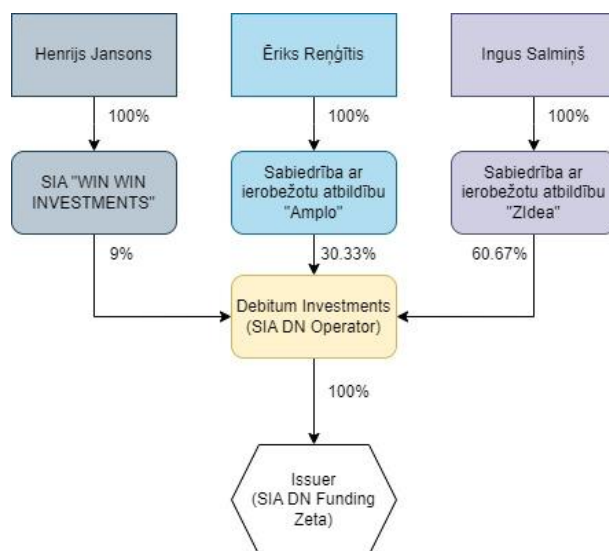 Henrijs Jansons
Ēriks Reņģītis
Ingus Salmiņš
100%
100%
100%
SIA "WIN WIN
INVESTMENTS"
Sabiedrība ar
ierobežotu atbildību
"Amplo"
Sabiedrība ar
ierobežotu atbildību
"ZIdea"
9%
30.33%
60.67%
Debitum Investments
(SIA DN Operator)
100%
Issuer
(SIA DN Funding
Zeta)